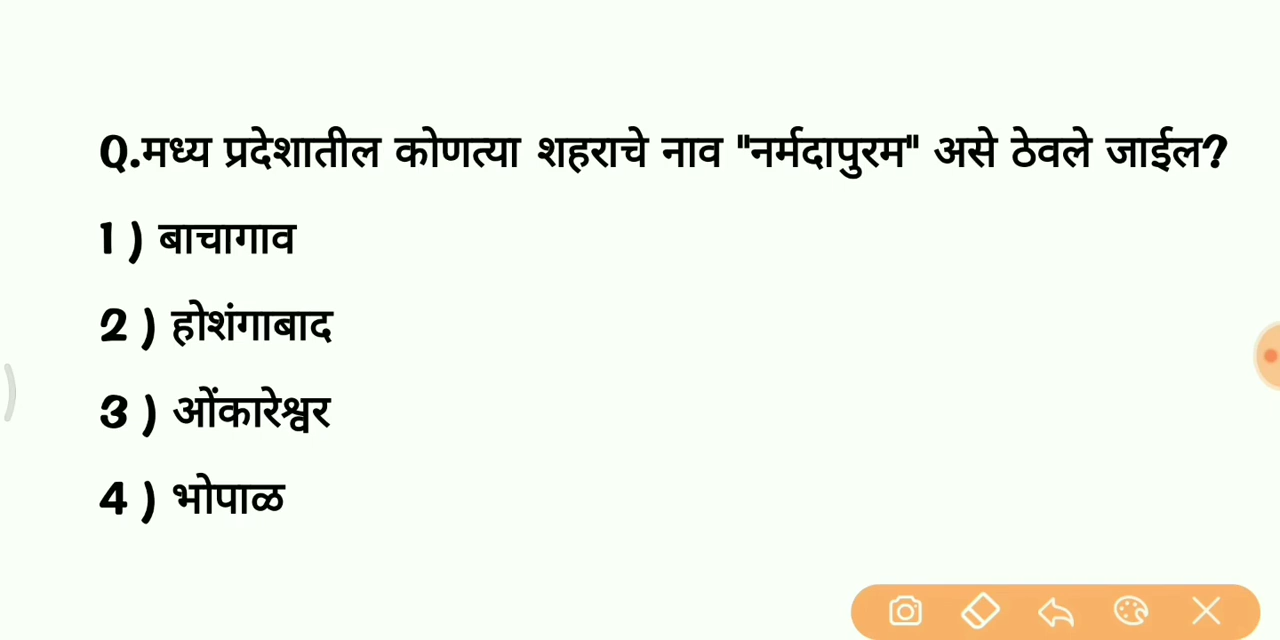 Q.मध्य प्रदेशातील कोणत्या शहराचे नाव "नर्मदापुरम" असे ठेवले जाईल?
1 ) बाचागाव
2 ) होशंगाबाद
3 ) ओंकारेश्वर
4 ) भोपाळ